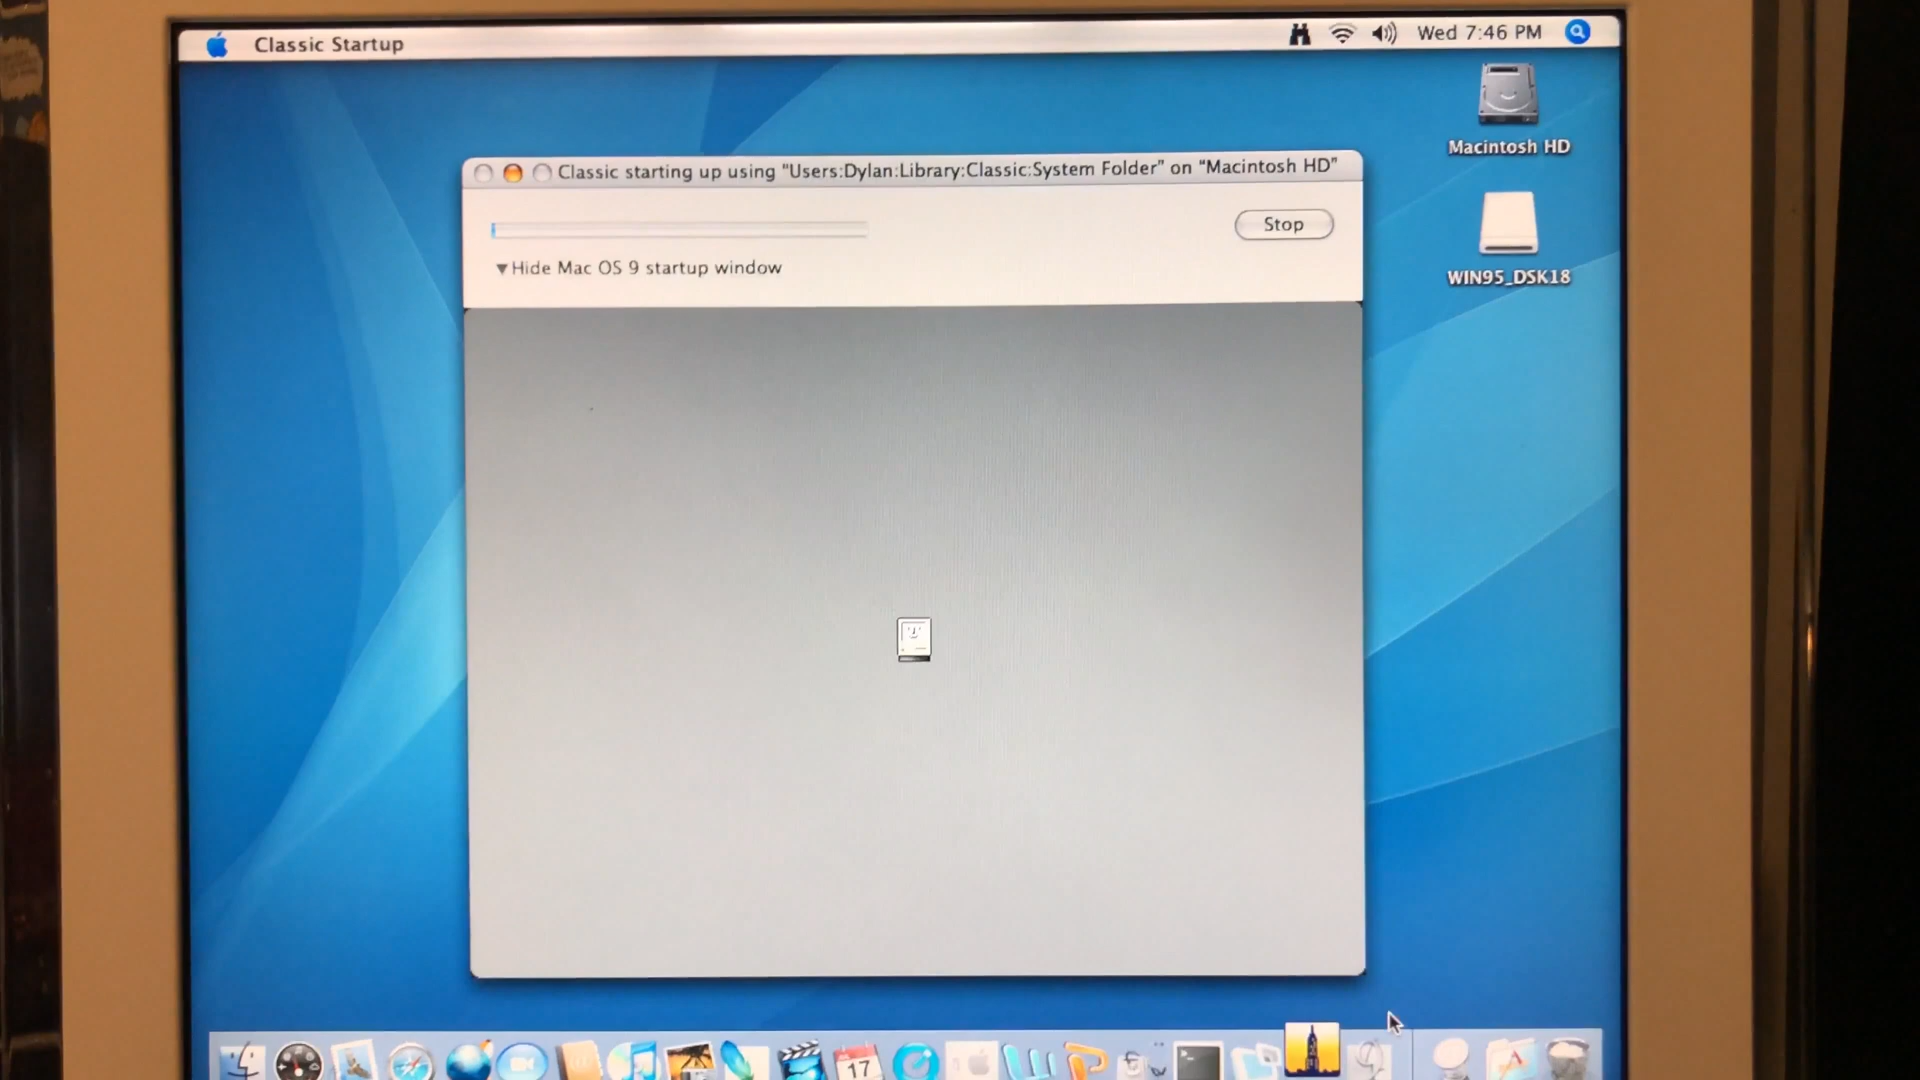 Classic Startup
Wed 7:46 PM
Macintosh HD
Classic starting up using "Users:Dylan:Library:Classic:System Folder" on "Macintosh HD"
Stop
Hide Mac OS 9 startup window
WIN95_DSK18
17